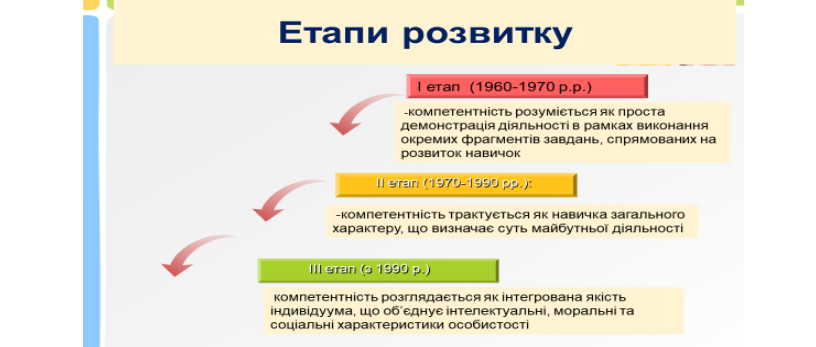 Етапи розвитку
І етап (1960-1970 р.р.)
-компетентність розуміється як проста
демонстрація діяльності в рамках виконання
окремих фрагментів завдань, спрямованих на
розвиток навичок
ІІ етап (1970-1990 рр.):
-компетентність трактується як навичка загального
характеру, що визначає суть майбутньої діяльності
ІІІ етап (з 1990 р.)
компетентність розглядається як інтегрована якість
індивідуума, що об'єднує інтелектуальні, моральні та
соціальні характеристики особистості